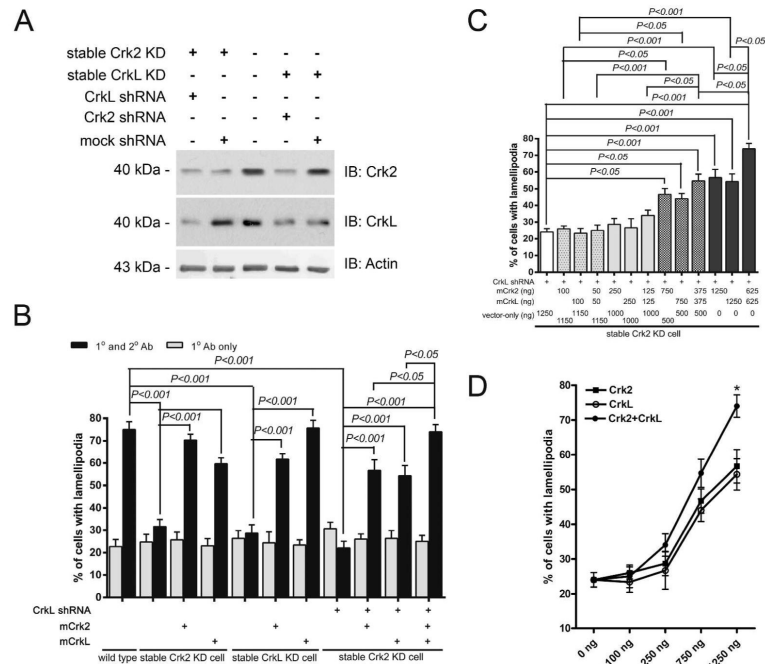 A
stable Crk2 KD + + - - -
stable CrkL KD - - - + +
CrkL shRNA + - - - -
Crk2 shRNA - - - + -
mock shRNA - + - - +
40 kDa - IB: Crk2
40 kDa - IB: CrkL
43 kDa - IB: Actin
B
1° and 2° Ab 1° Ab only
P<0.05
P<0.001
P<0.001 P<0.05
P<0.001 P<0.001 P<0.001
P<0.001 P<0.001 P<0.001
% of cells with lamellipodia
80
70
60
50
40
30
20
10
0
CrkL shRNA + + + +
mCrk2 + + +
mCrkL + + + +
wild type stable Crk2 KD cell stable CrkL KD cell stable Crk2 KD cell
C
P<0.001
P<0.05
P<0.001
P<0.05 P<0.05
P<0.001
P<0.05
P<0.001 P<0.05
P<0.001
P<0.001
P<0.001
P<0.05
P<0.05
% of cells with lamellipodia
80
70
60
50
40
30
20
10
0
CrkL shRNA + + + + + + + + + + + + +
mCrk2 (ng) 100 50 250 125 750 375 1250 625
mCrkL (ng) 100 50 250 125 750 375 1250 625
vector-only (ng) 1250 1150 1150 1150 1000 1000 1000 500 500 500 0 0 0
stable Crk2 KD cell
D
Crk2
CrkL
Crk2+CrkL
*
% of cells with lamellipodia
80
70
60
50
40
30
20
0 ng 100 ng 250 ng 750 ng 250 ng